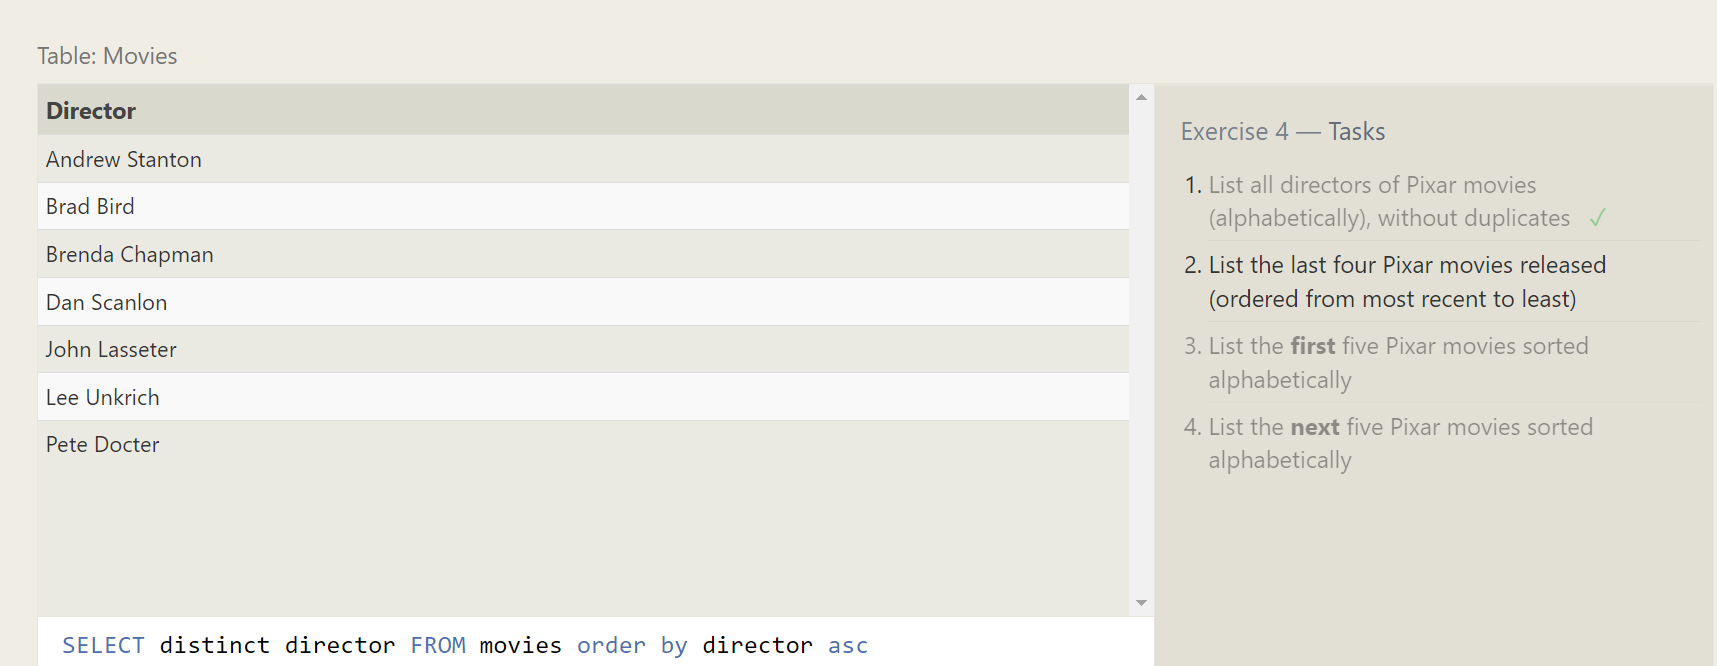 Table: Movies
Director
Andrew Stanton
Brad Bird
Brenda Chapman
Dan Scanlon
John Lasseter
Lee Unkrich
Pete Docter
SELECT distinct director FROM movies order by director asc
Exercise 4 — Tasks
1. List all directors of Pixar movies
(alphabetically), without duplicates ✓
2. List the last four Pixar movies released
(ordered from most recent to least)
3. List the first five Pixar movies sorted
alphabetically
4. List the next five Pixar movies sorted
alphabetically